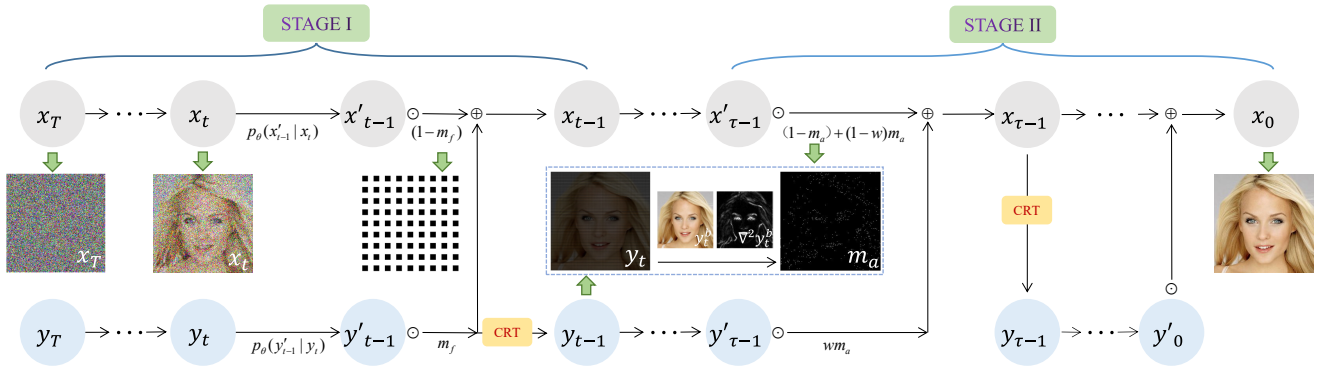 STAGE I
STAGE II
x_T
x_t
x'_{t-1}
x_{t-1}
x'_{τ-1}
x_{τ-1}
x_0
p_θ(x'_{t-1} | x_t)
(1-m_f)
(1-m_a)+(1-w)m_a
x_T
x_t
y_t
y_t^b
∇²y_t^b
m_a
CRT
y_T
y_t
y'_{t-1}
CRT
y_{t-1}
y'_{τ-1}
y_{τ-1}
y'_0
p_θ(y'_{t-1} | y_t)
m_f
wm_a